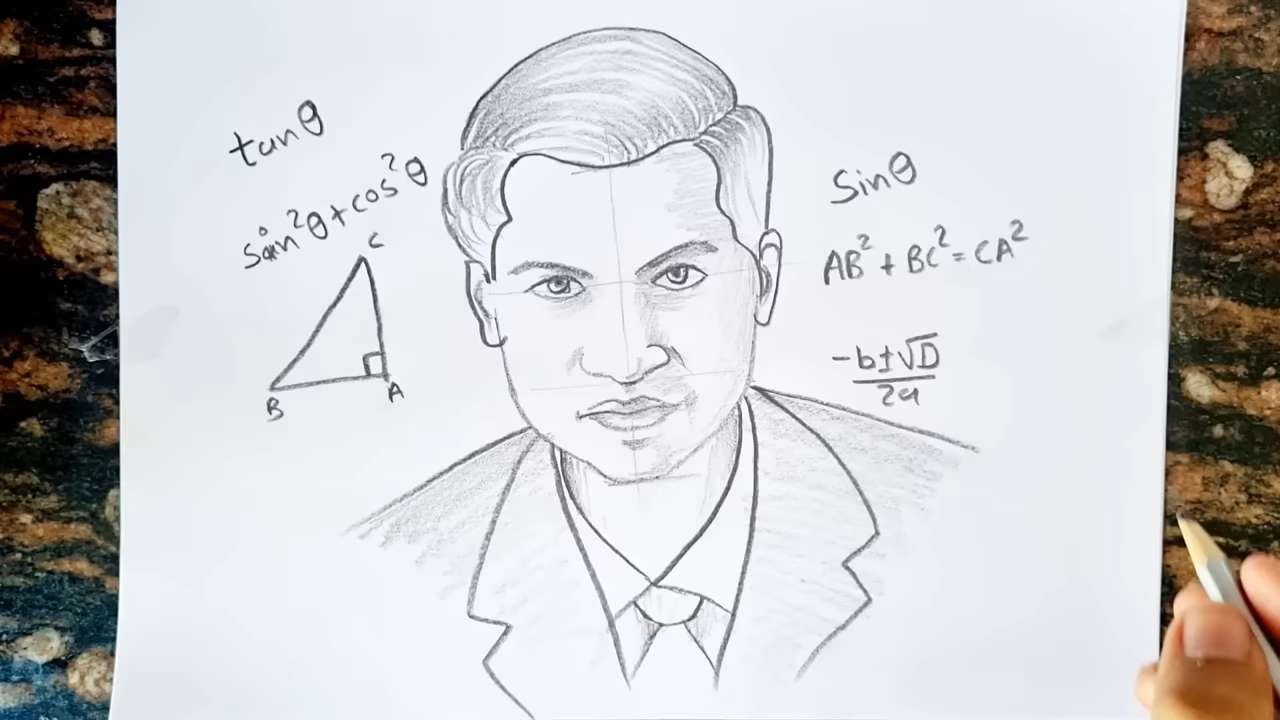 tanθ
sin²θ+cos²θ
C
B
A
Sinθ
AB² + BC² = CA²
-b±√D
2a